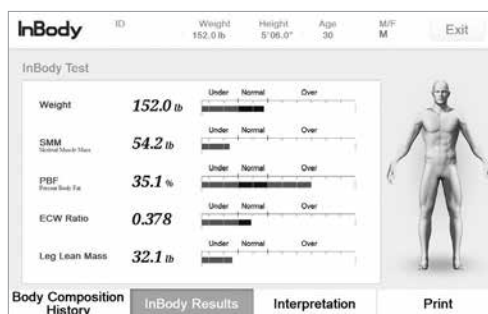 InBody
ID Weight Height Age M/F Exit
152.0 lb 5'06.0" 30 M
InBody Test
Under Normal Over
Weight 152.0 lb
Under Normal Over
SMM 54.2 lb
Skeletal Muscle Mass
Under Normal Over
PBF 35.1 %
Percent Body Fat
Under Normal Over
ECW Ratio 0.378
Under Normal Over
Leg Lean Mass 32.1 lb
Body Composition History InBody Results Interpretation Print